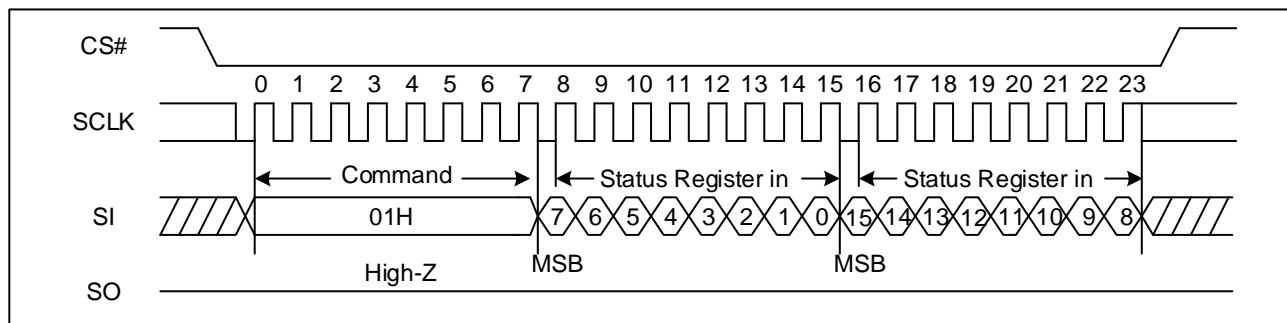 CS#
0 1 2 3 4 5 6 7 8 9 10 11 12 13 14 15 16 17 18 19 20 21 22 23
SCLK
Command Status Register in Status Register in
SI 01H 7 6 5 4 3 2 1 0 15 14 13 12 11 10 9 8
MSB MSB
High-Z
SO